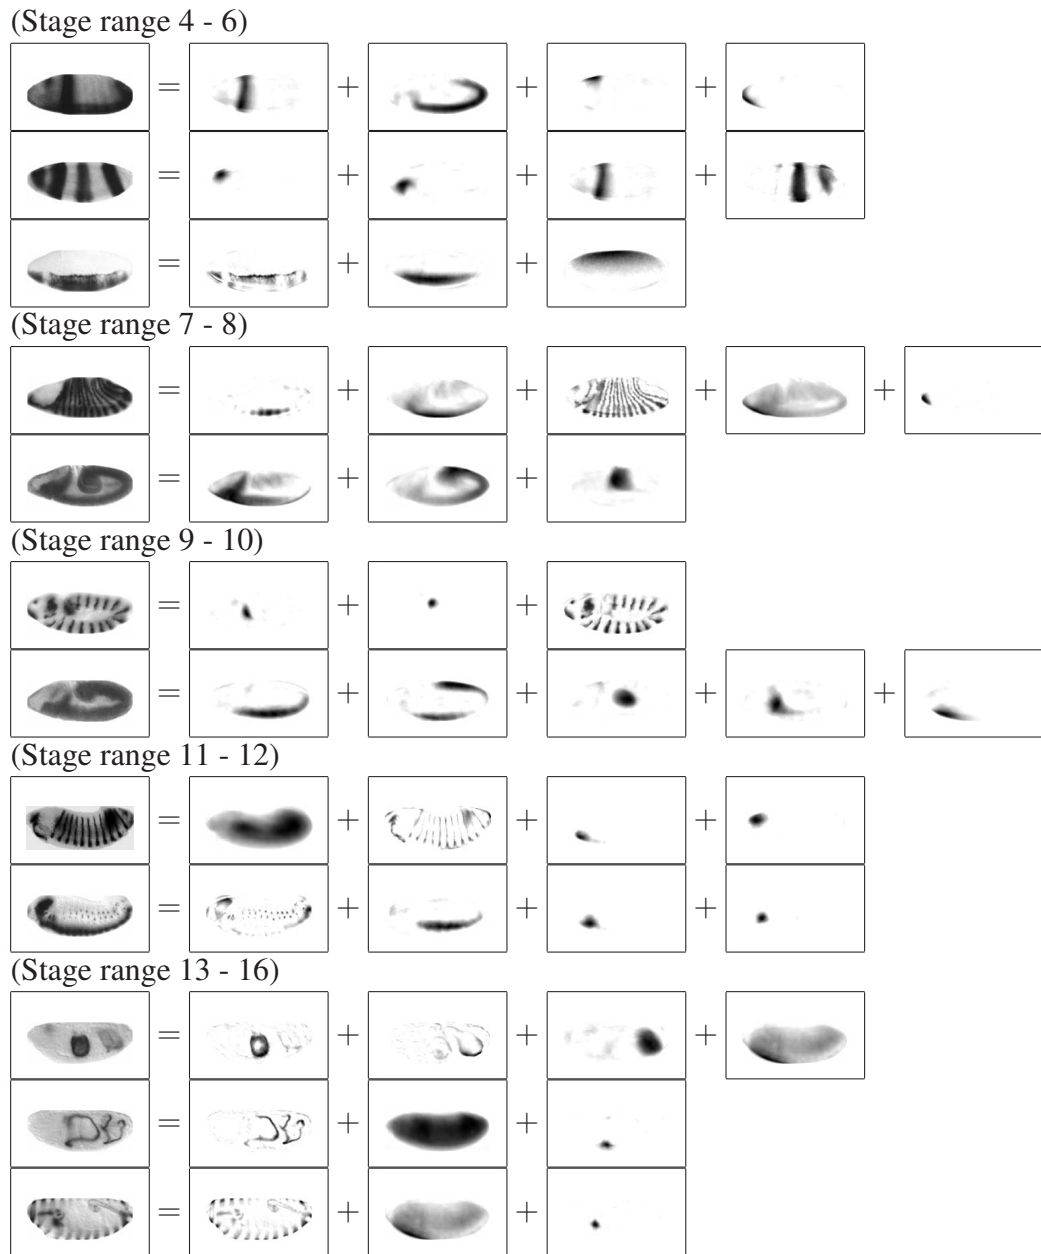 (Stage range 4 - 6)
= + + +
= + + +
= + +
(Stage range 7 - 8)
= + + + +
= + +
(Stage range 9 - 10)
= + +
= + + + +
(Stage range 11 - 12)
= + + +
= + + +
(Stage range 13 - 16)
= + + +
= + +
= + +